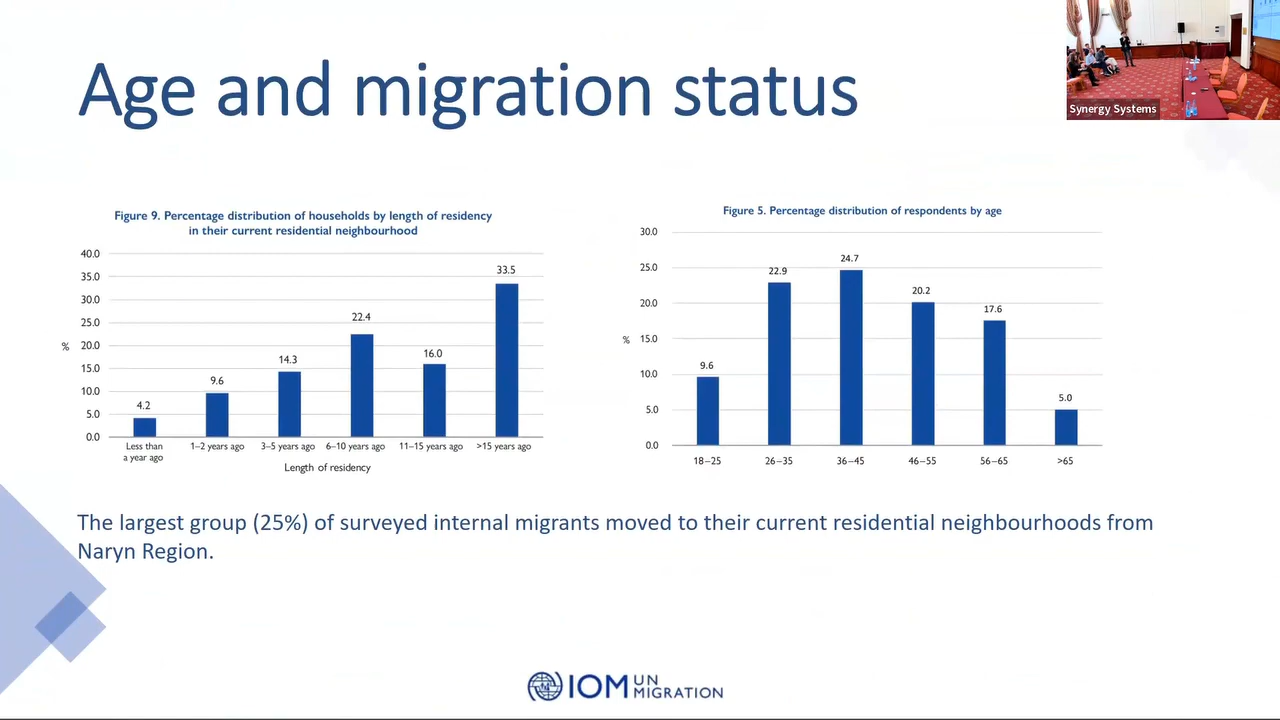 Age and migration status
Synergy Systems
Figure 9. Percentage distribution of households by length of residency
in their current residential neighbourhood
40.0
35.0
30.0
25.0
20.0
15.0
10.0
5.0
0.0
%
4.2
9.6
14.3
22.4
16.0
33.5
Less than
a year ago
1–2 years ago
3–5 years ago
6–10 years ago
11–15 years ago
>15 years ago
Length of residency
Figure 5. Percentage distribution of respondents by age
30.0
25.0
20.0
15.0
10.0
5.0
0.0
%
9.6
22.9
24.7
20.2
17.6
5.0
18–25
26–35
36–45
46–55
56–65
>65
The largest group (25%) of surveyed internal migrants moved to their current residential neighbourhoods from
Naryn Region.
IOM
UN
MIGRATION